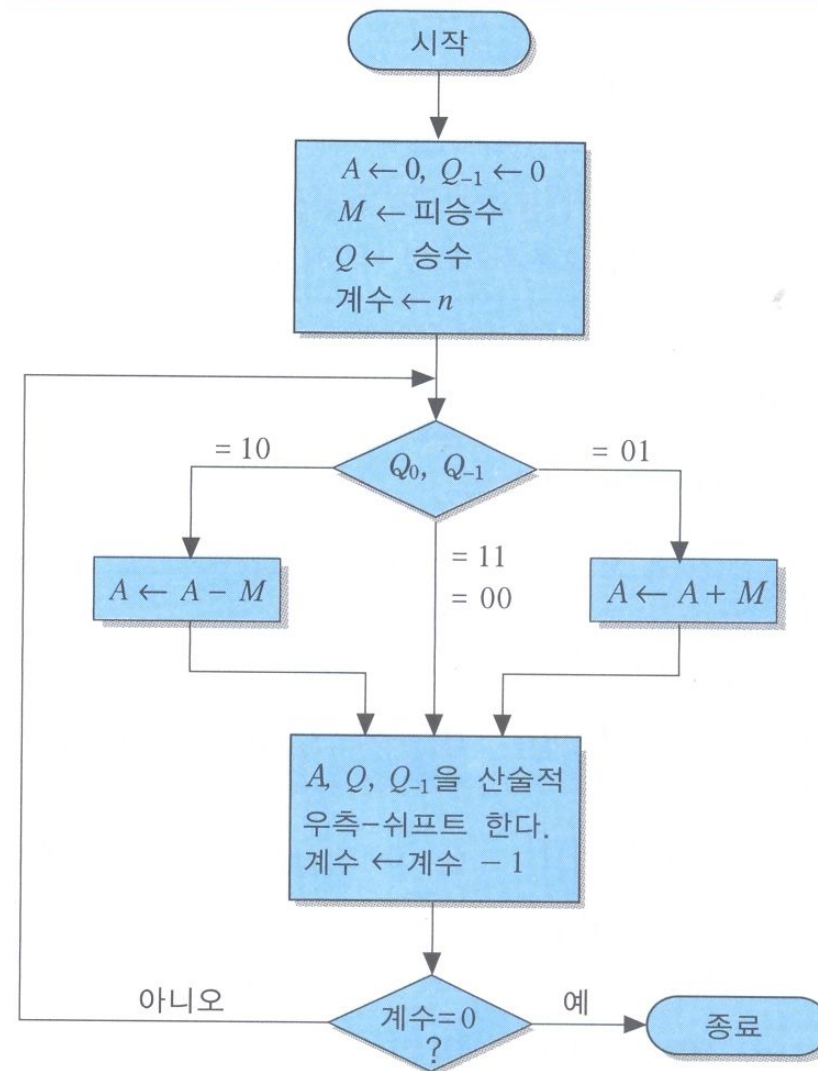 시작
A ← 0, Q₋₁ ← 0
M ← 피승수
Q ← 승수
계수 ← n
= 10
Q₀, Q₋₁
= 01
= 11
= 00
A ← A − M
A ← A + M
A, Q, Q₋₁을 산술적
우측-쉬프트 한다.
계수 ← 계수 − 1
아니오
계수=0
?
예
종료